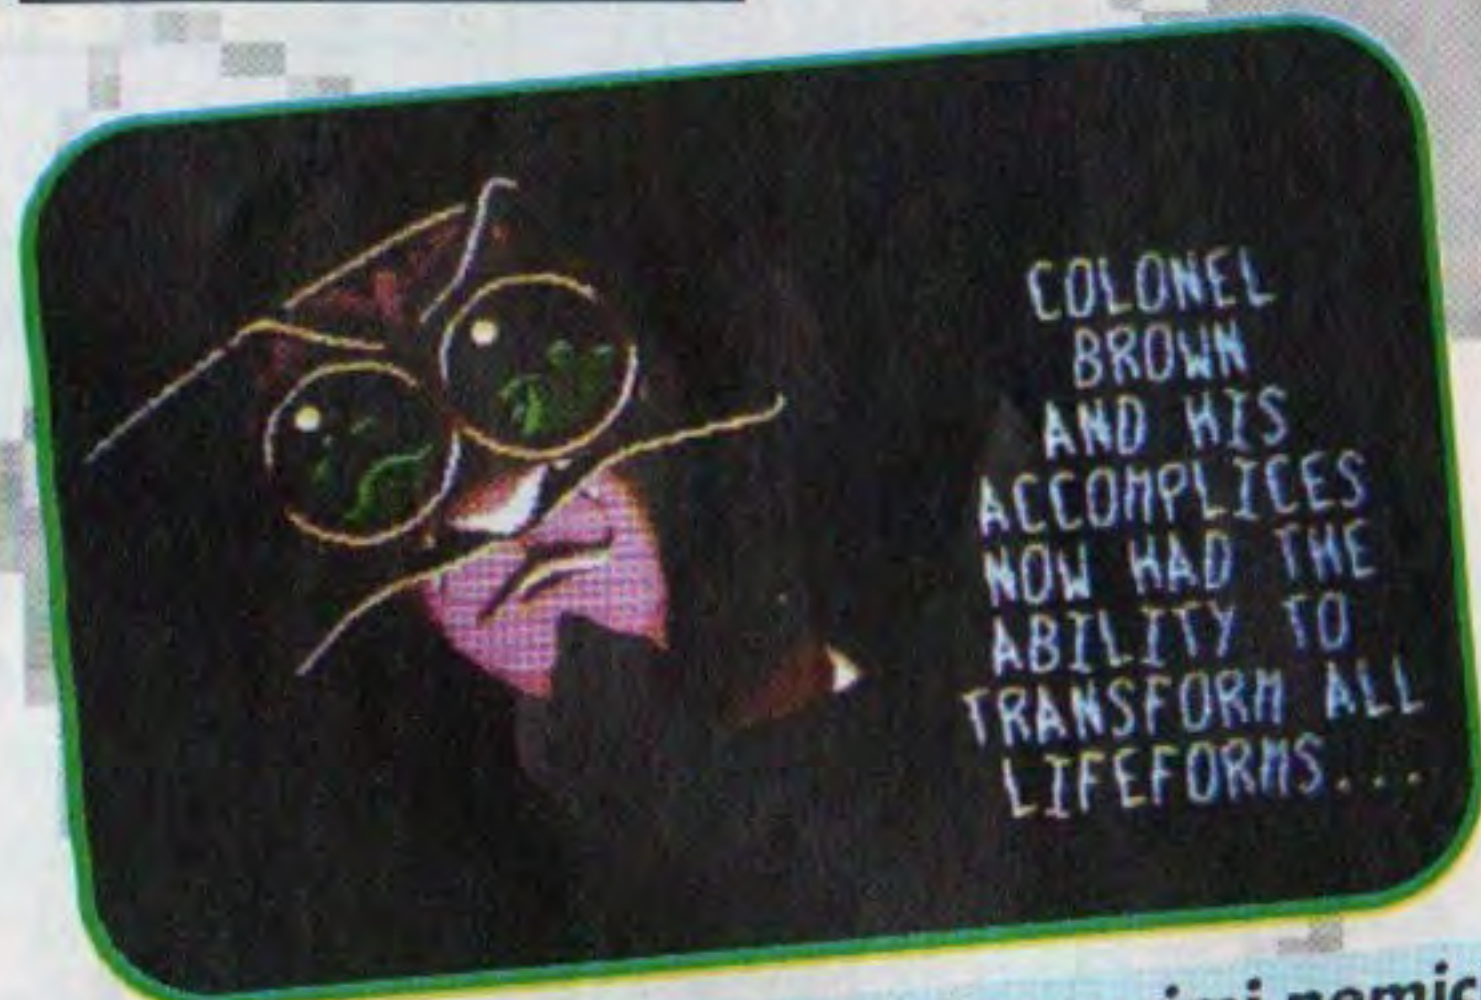 COLONEL
BROWN
AND HIS
ACCOMPLICES
NOW HAD THE
ABILITY TO
TRANSFORM ALL
LIFEFORMS...